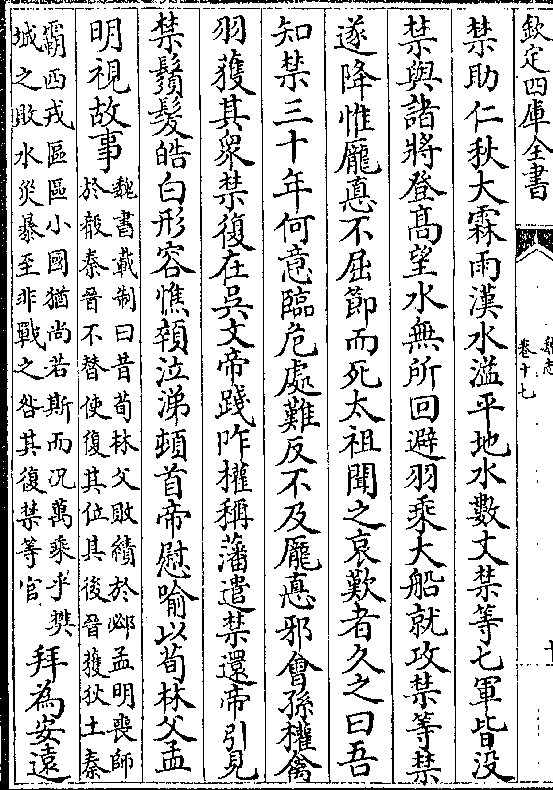 欽定四庫全書
魏志
卷十七
禁助仁秋大霖雨漢水溢平地水數丈禁等七軍皆没
禁與諸將登髙望水無所回避羽乘大船就攻禁等禁
遂降惟龎悳不屈節而死太祖聞之哀歎者久之曰吾
知禁三十年何意臨危處難反不及龎悳邪會孫權禽
羽獲其衆禁復在吳文帝踐阼權稱藩遣禁還帝引見
禁鬚髮皓白形容憔顇泣涕頓首帝慰喻以荀林父孟
明視故事
魏書載制曰昔荀林父敗績於邲孟明喪師
於殽秦晉不替使復其位其後晉獲狄土秦
霸西戎區區小國猶尚若斯而况萬乘乎樊
城之敗水災暴至非戰之咎其復禁等官
拜為安遠